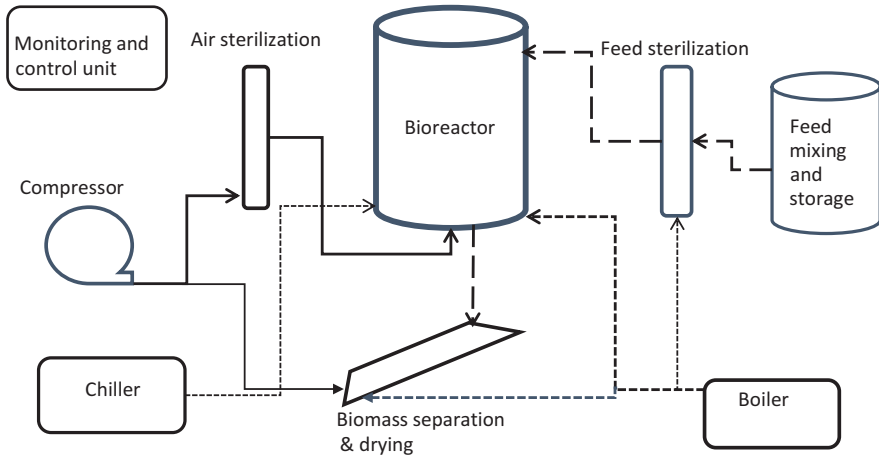 Monitoring and
control unit
Air sterilization
Feed sterilization
Bioreactor
Feed
mixing
and
storage
Compressor
Chiller
Biomass separation
& drying
Boiler